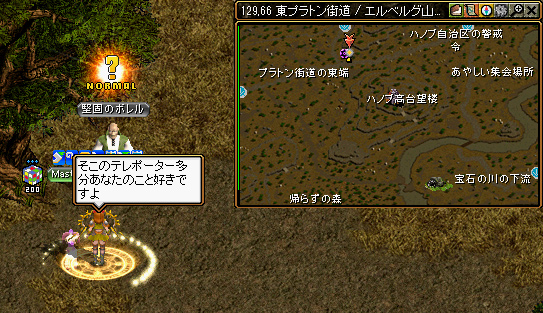 129,66 東プラトン街道 / エルベルグ山...
ハノブ自治区の警戒
令
プラトン街道の東端
あやしい集会場所
ハノブ高台望楼
宝石の川の下流
帰らずの森
?
NORMAL
堅固のボレル
200
Mas
そこのテレポーター多
分あなたのこと好きで
すよ